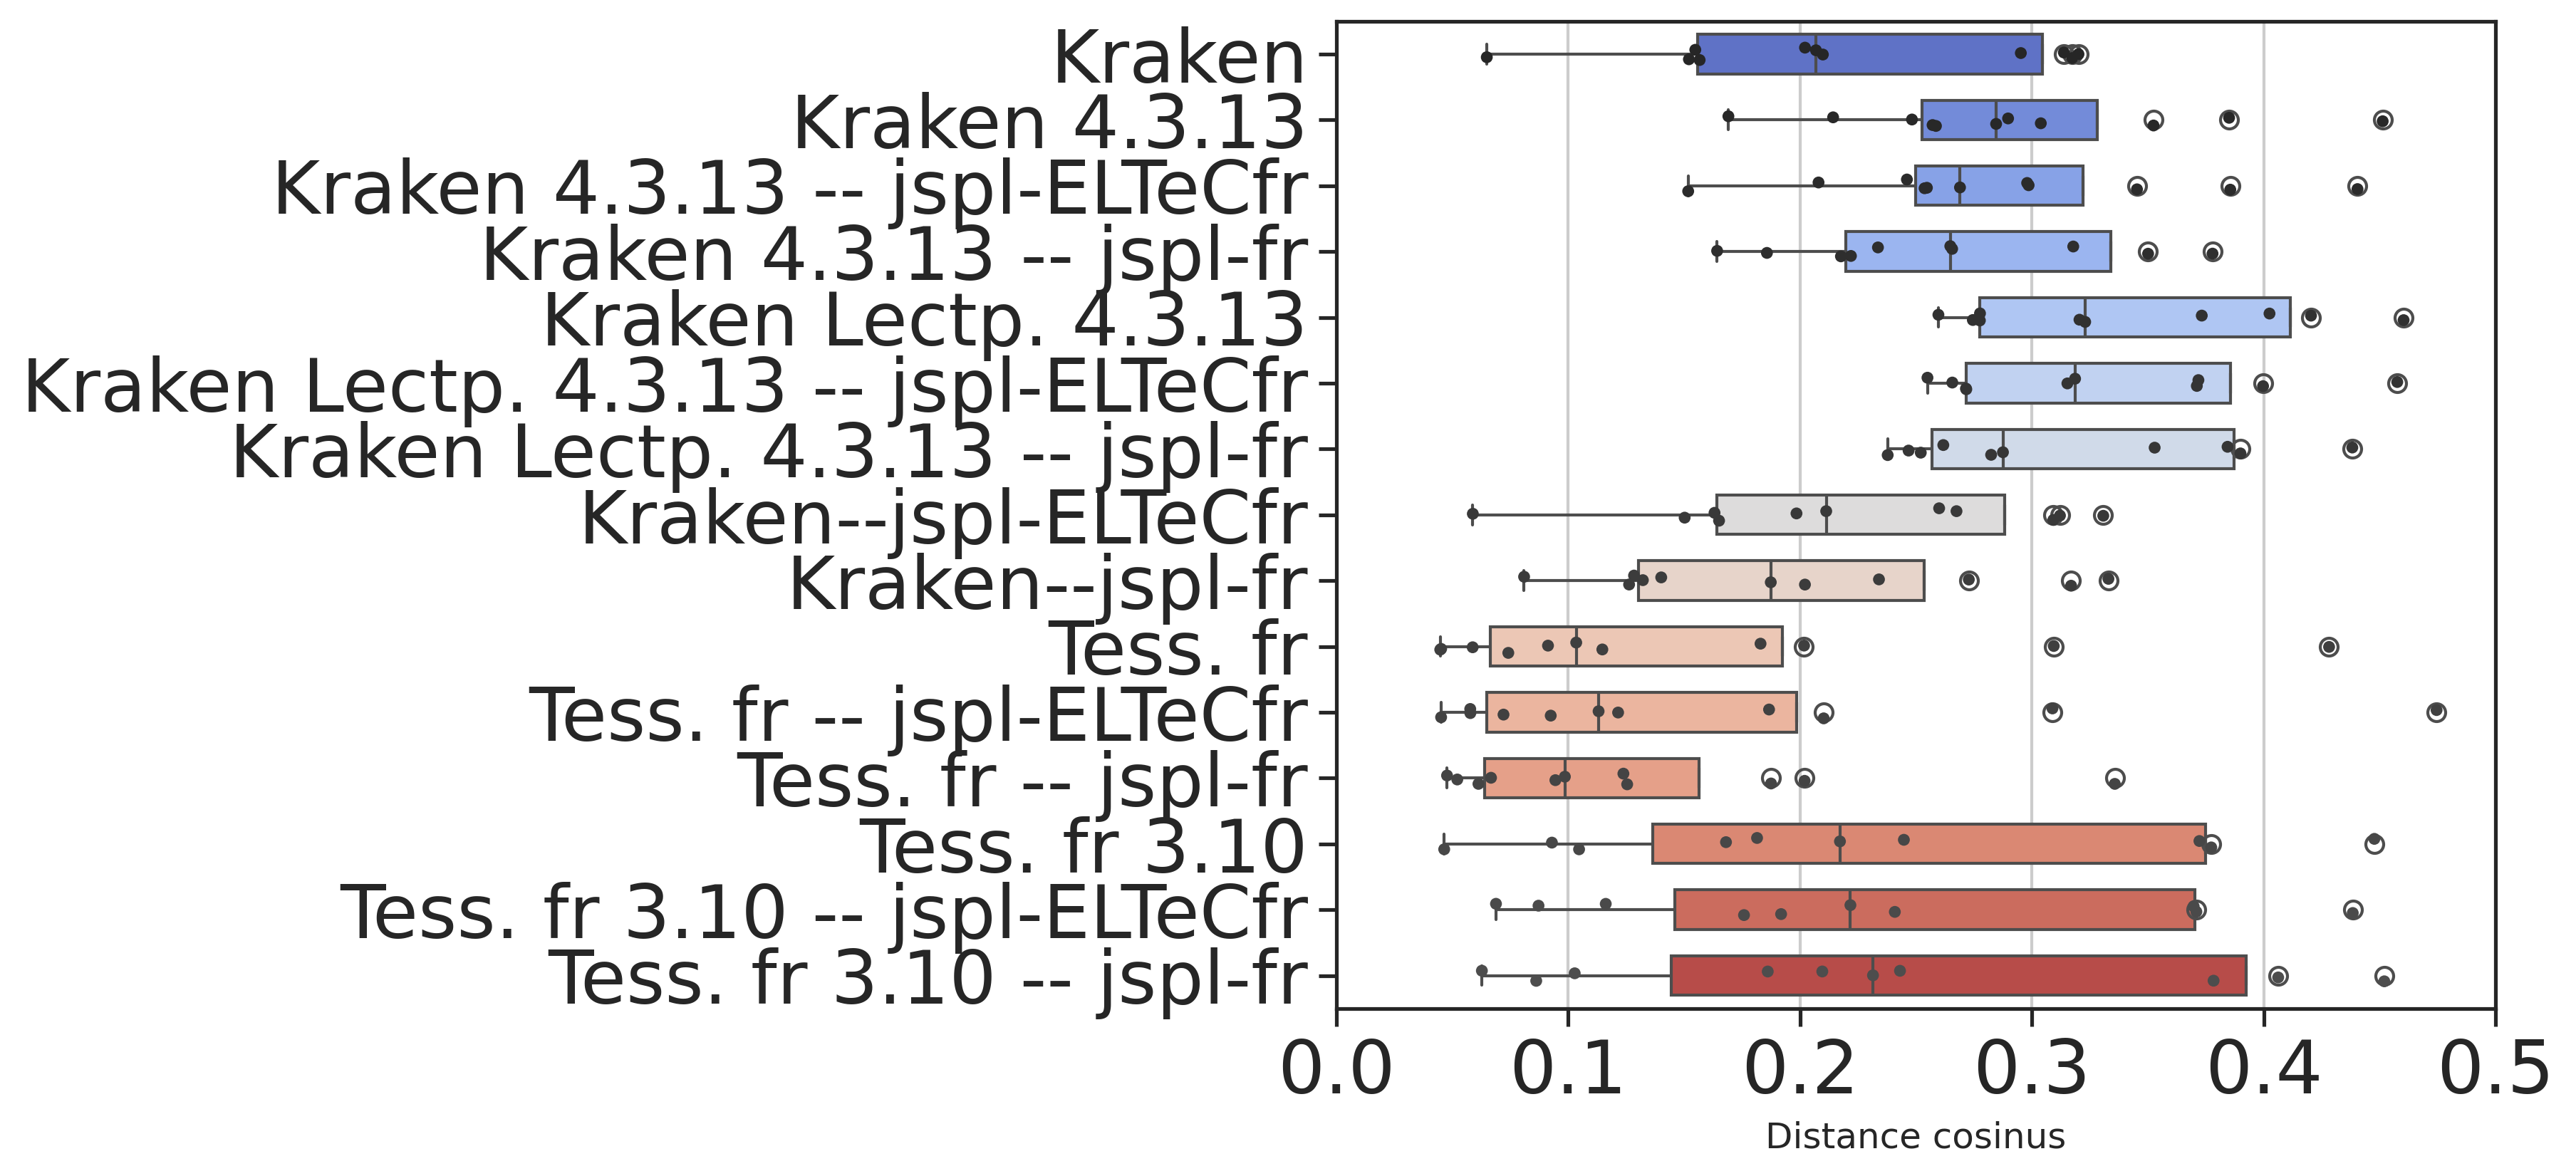 Kraken
Kraken 4.3.13
Kraken 4.3.13 -- jspl-ELTeCfr
Kraken 4.3.13 -- jspl-fr
Kraken Lectp. 4.3.13
Kraken Lectp. 4.3.13 -- jspl-ELTeCfr
Kraken Lectp. 4.3.13 -- jspl-fr
Kraken--jspl-ELTeCfr
Kraken--jspl-fr
Tess. fr
Tess. fr -- jspl-ELTeCfr
Tess. fr -- jspl-fr
Tess. fr 3.10
Tess. fr 3.10 -- jspl-ELTeCfr
Tess. fr 3.10 -- jspl-fr
0.0 0.1 0.2 0.3 0.4 0.5
Distance cosinus